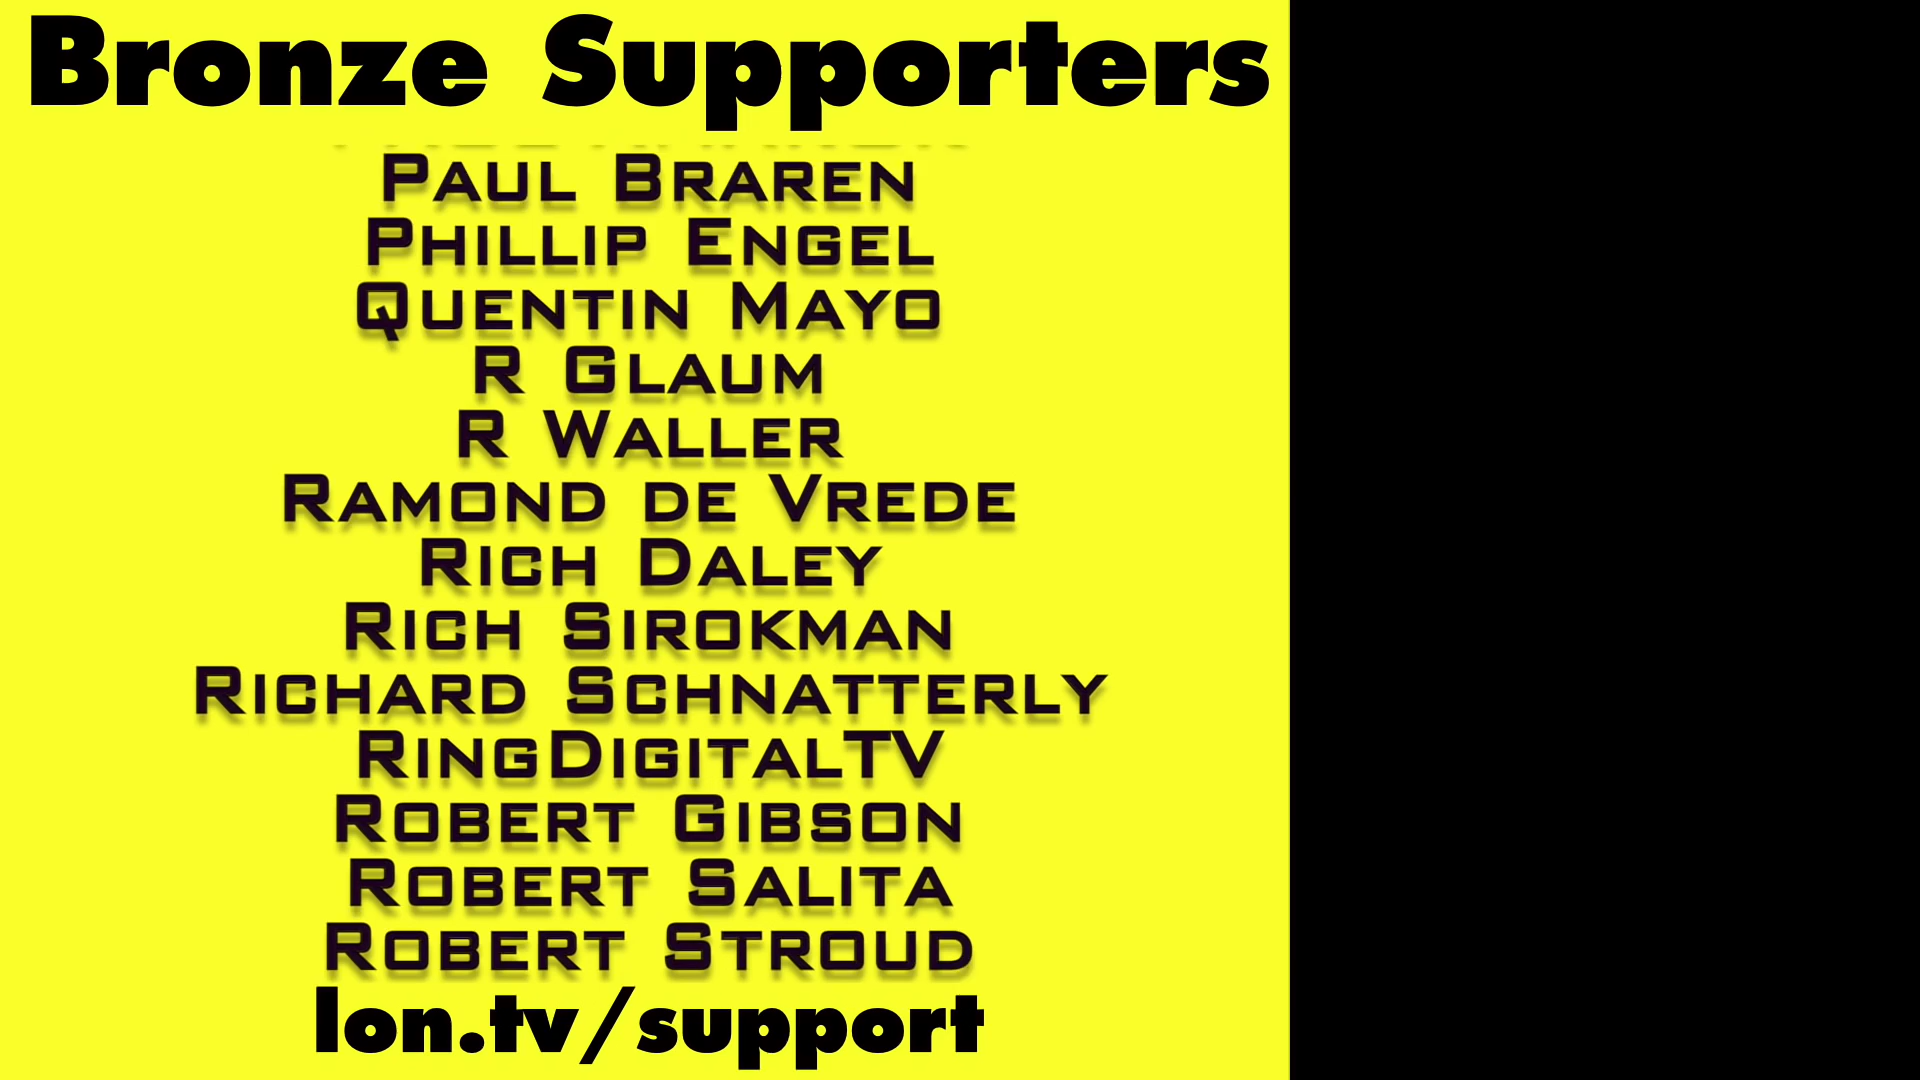 Bronze Supporters
Paul Braren
Phillip Engel
Quentin Mayo
R Glaum
R Waller
Ramond de Vrede
Rich Daley
Rich Sirokman
Richard Schnatterly
RingDigitalTV
Robert Gibson
Robert Salita
Robert Stroud
lon.tv/support